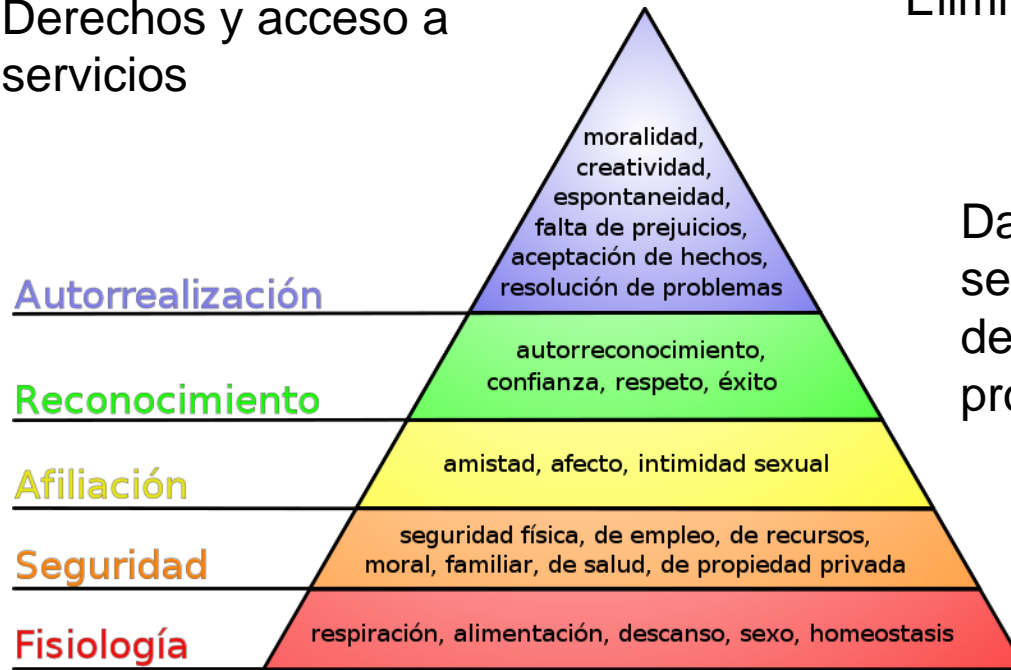 Derechos y acceso a
servicios
moralidad,
creatividad,
espontaneidad,
falta de prejuicios,
aceptación de hechos,
resolución de problemas
Autorrealización
autorreconocimiento,
confianza, respeto, éxito
Reconocimiento
amistad, afecto, intimidad sexual
Afiliación
seguridad física, de empleo, de recursos,
moral, familiar, de salud, de propiedad privada
Seguridad
respiración, alimentación, descanso, sexo, homeostasis
Fisiología